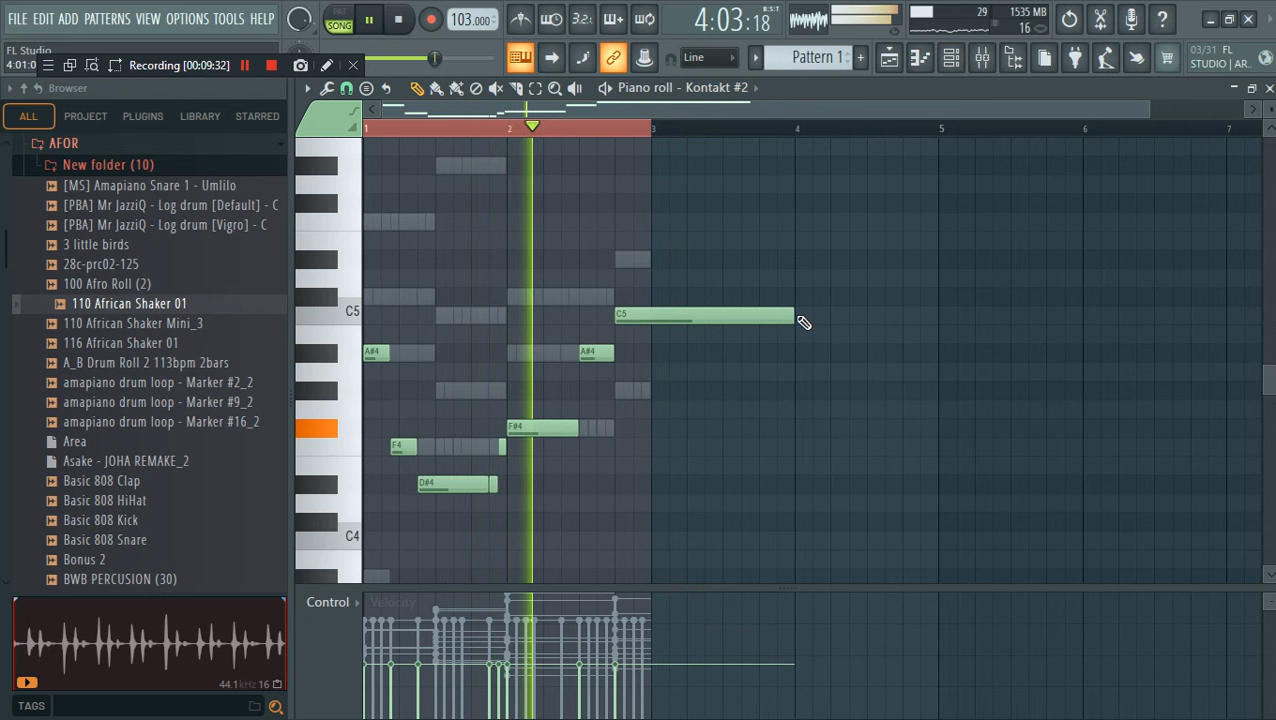 FILE EDIT ADD PATTERNS VIEW OPTIONS TOOLS HELP
PAT
SONG
103.000
3.2.
4:03:18
B:S:T
29
1535 MB
16
FL Studio
4:01:0
Recording [00:09:32]
Line
Pattern 1
03/31 FL
STUDIO | AR..
Browser
Piano roll - Kontakt #2
ALL
PROJECT
PLUGINS
LIBRARY
STARRED
AFOR
New folder (10)
[MS] Amapiano Snare 1 - Umlilo
[PBA] Mr JazziQ - Log drum [Default] - C
[PBA] Mr JazziQ - Log drum [Vigro] - C
3 little birds
28c-prc02-125
100 Afro Roll (2)
110 African Shaker 01
110 African Shaker Mini_3
116 African Shaker 01
A_B Drum Roll 2 113bpm 2bars
amapiano drum loop - Marker #2_2
amapiano drum loop - Marker #9_2
amapiano drum loop - Marker #16_2
Area
Asake - JOHA REMAKE_2
Basic 808 Clap
Basic 808 HiHat
Basic 808 Kick
Basic 808 Snare
Bonus 2
BWB PERCUSION (30)
44.1kHz 16
TAGS
1 2 3 4 5 6 7
C5
C5
A#4
A#4
F#4
F4
D#4
C4
Control
Velocity